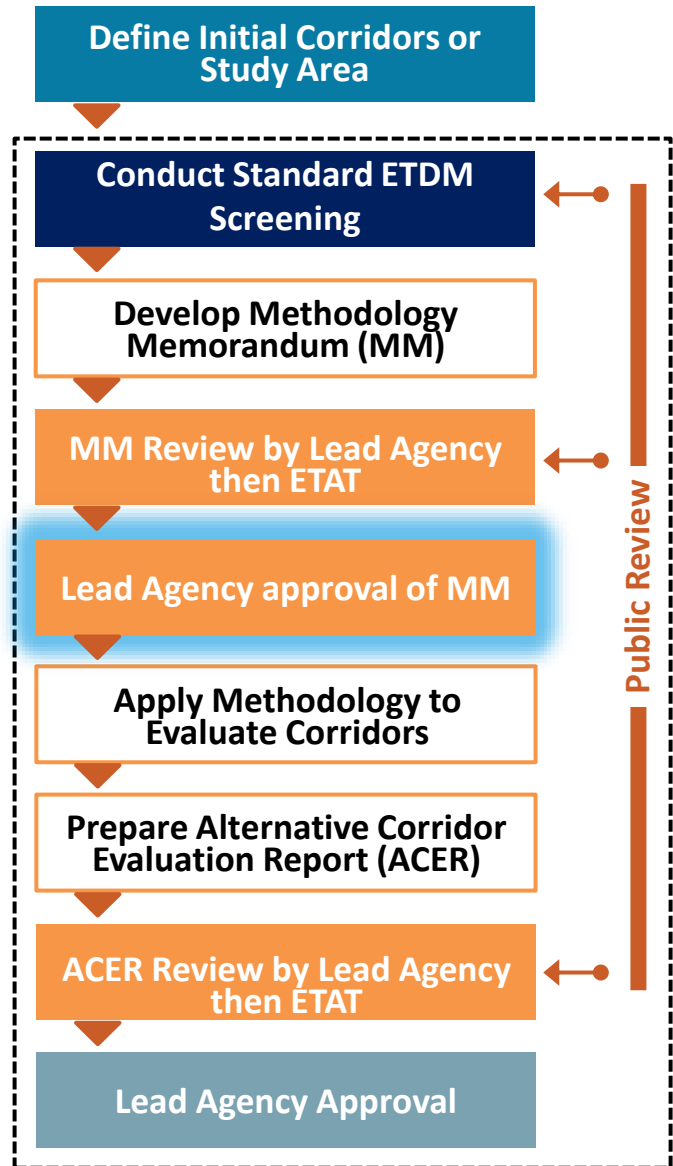 Define Initial Corridors or
Study Area
Conduct Standard ETDM
Screening
Develop Methodology
Memorandum (MM)
MM Review by Lead Agency
then ETAT
Lead Agency approval of MM
Apply Methodology to
Evaluate Corridors
Prepare Alternative Corridor
Evaluation Report (ACER)
ACER Review by Lead Agency
then ETAT
Lead Agency Approval
Public Review